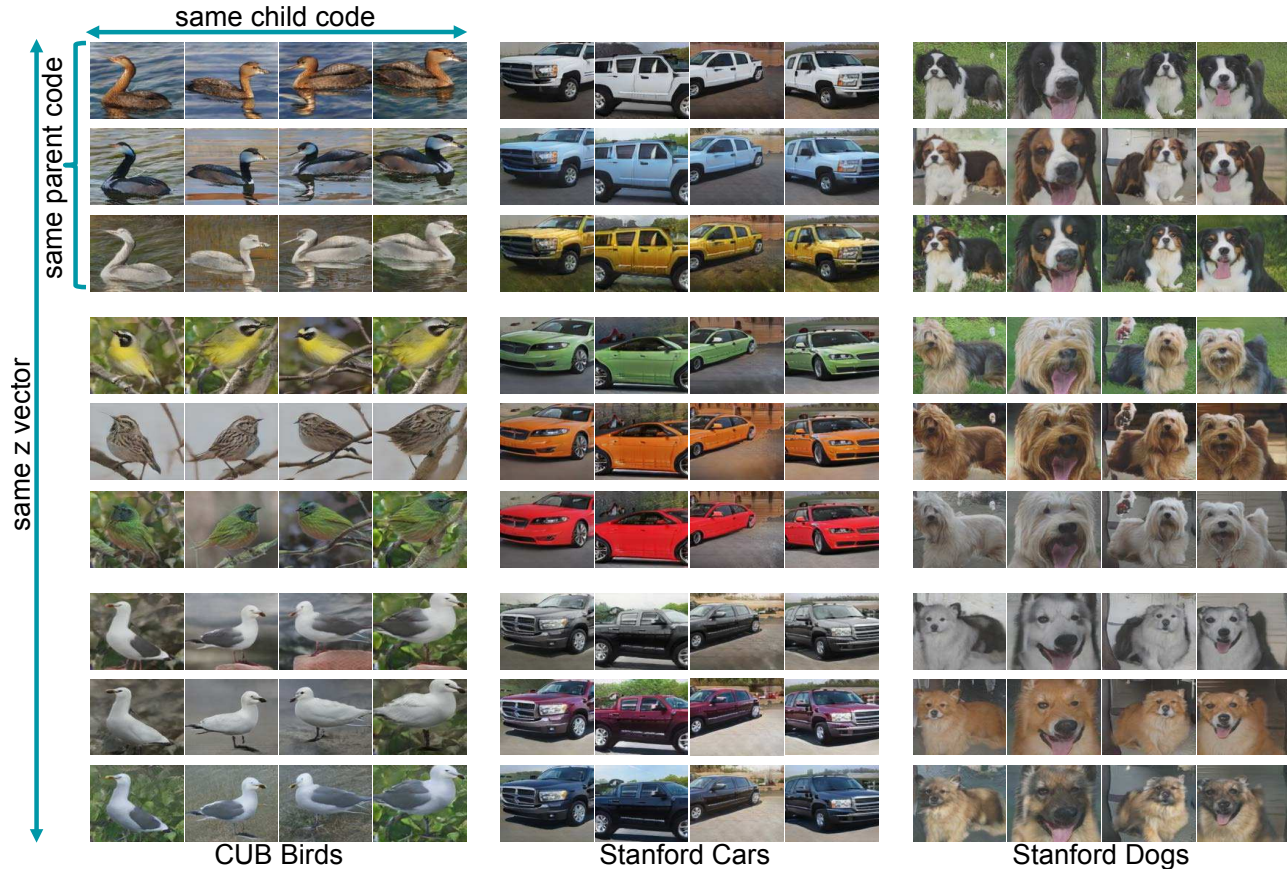 same child code
same parent code
same z vector
CUB Birds
Stanford Cars
Stanford Dogs